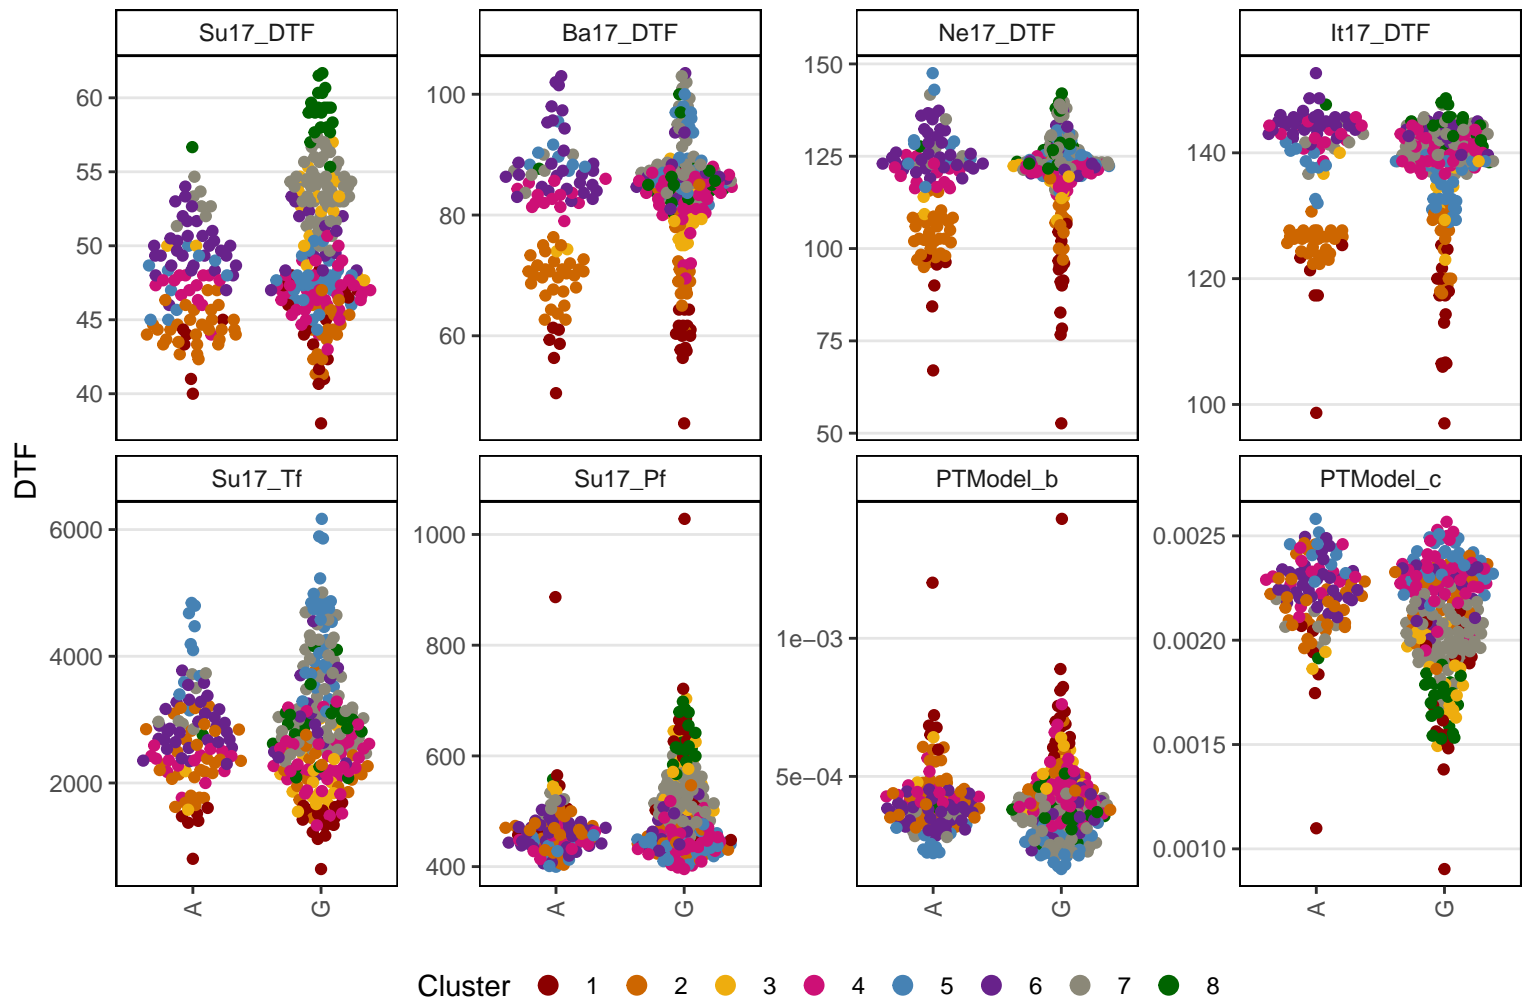 Su17_DTF
Ba17_DTF
Ne17_DTF
It17_DTF
60
55
50
45
40
100
80
60
150
125
100
75
50
140
120
100
DTF
Su17_Tf
Su17_Pf
PTModel_b
PTModel_c
6000
4000
2000
1000
800
600
400
1e−03
5e−04
0.0025
0.0020
0.0015
0.0010
A G A G A G A G
Cluster 1 2 3 4 5 6 7 8